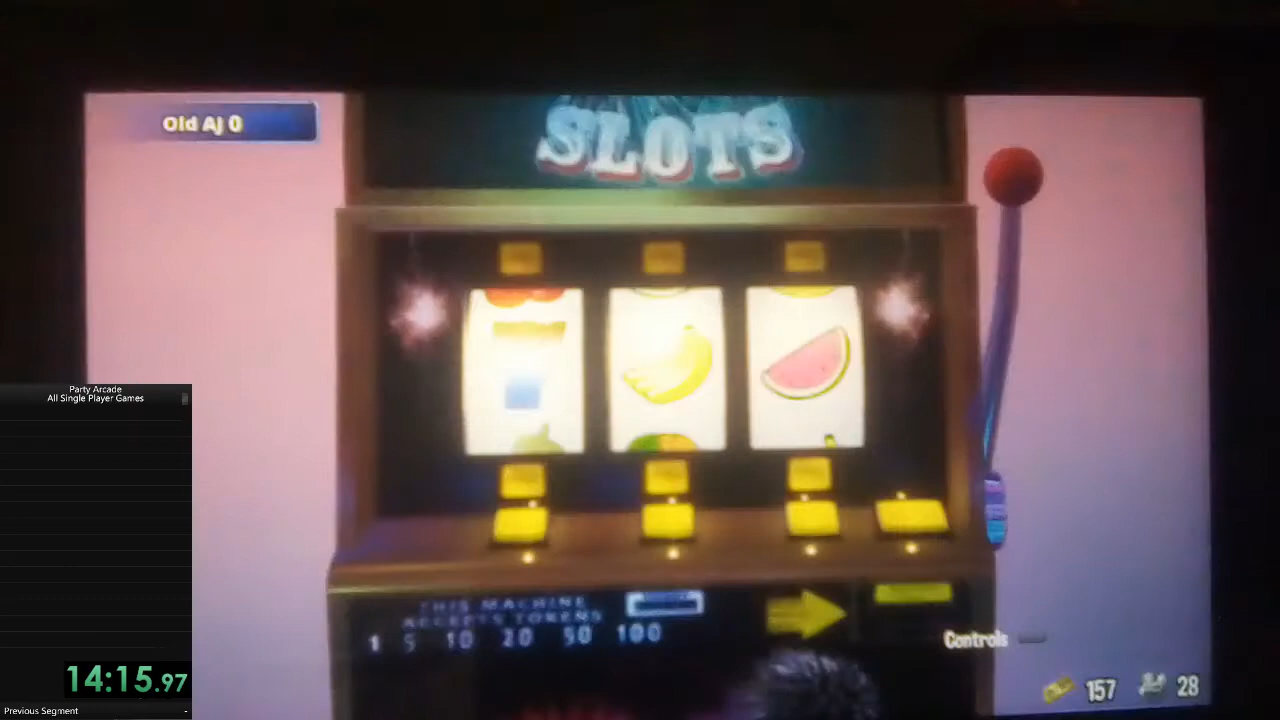 Old AJ 0
SLOTS
Party Arcade
All Single Player Games
THIS MACHINE
ACCEPTS TOKENS
1 5 10 20 50 100
Controls
157 28
14:15.97
Previous Segment -